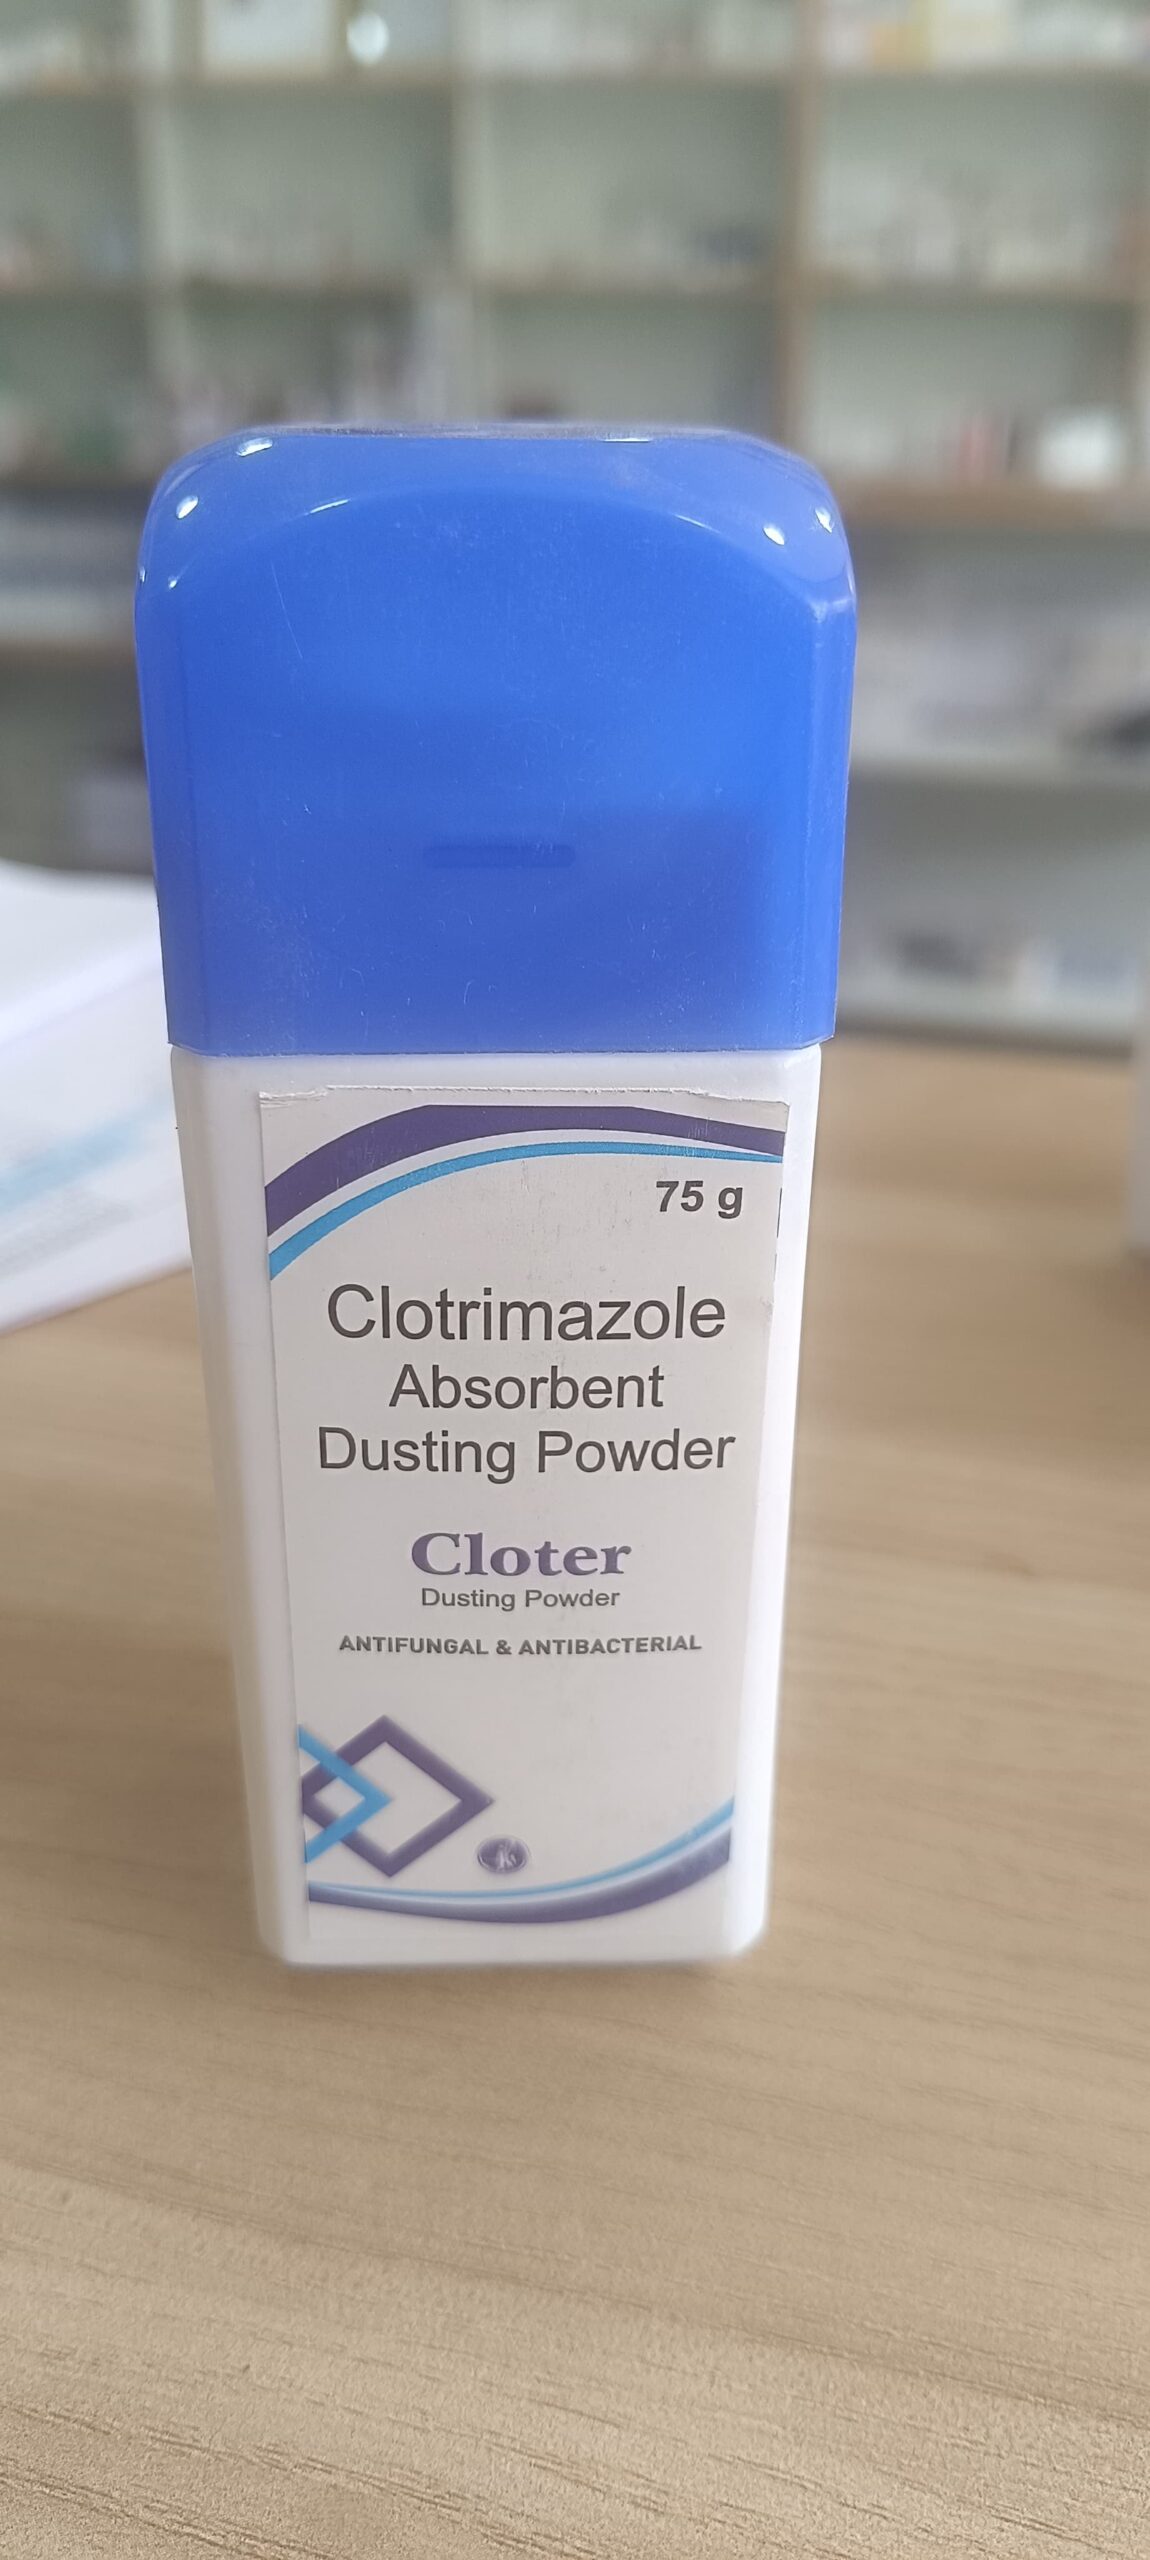 75 g
Clotrimazole
Absorbent
Dusting Powder
Cloter
Dusting Powder
ANTIFUNGAL & ANTIBACTERIAL